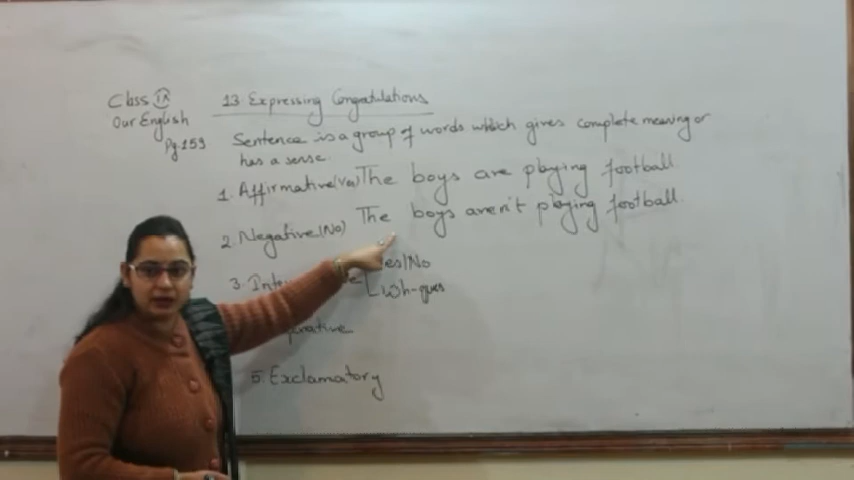 Class IX
Our English
Pg.159
13. Expressing Congratulations
Sentence is a group of words which gives complete meaning or
has a sense.
1. Affirmative(Yes) The boys are playing football.
2. Negative(No) The boys aren't playing football.
3. Yes/No
Wh-ques
5. Exclamatory